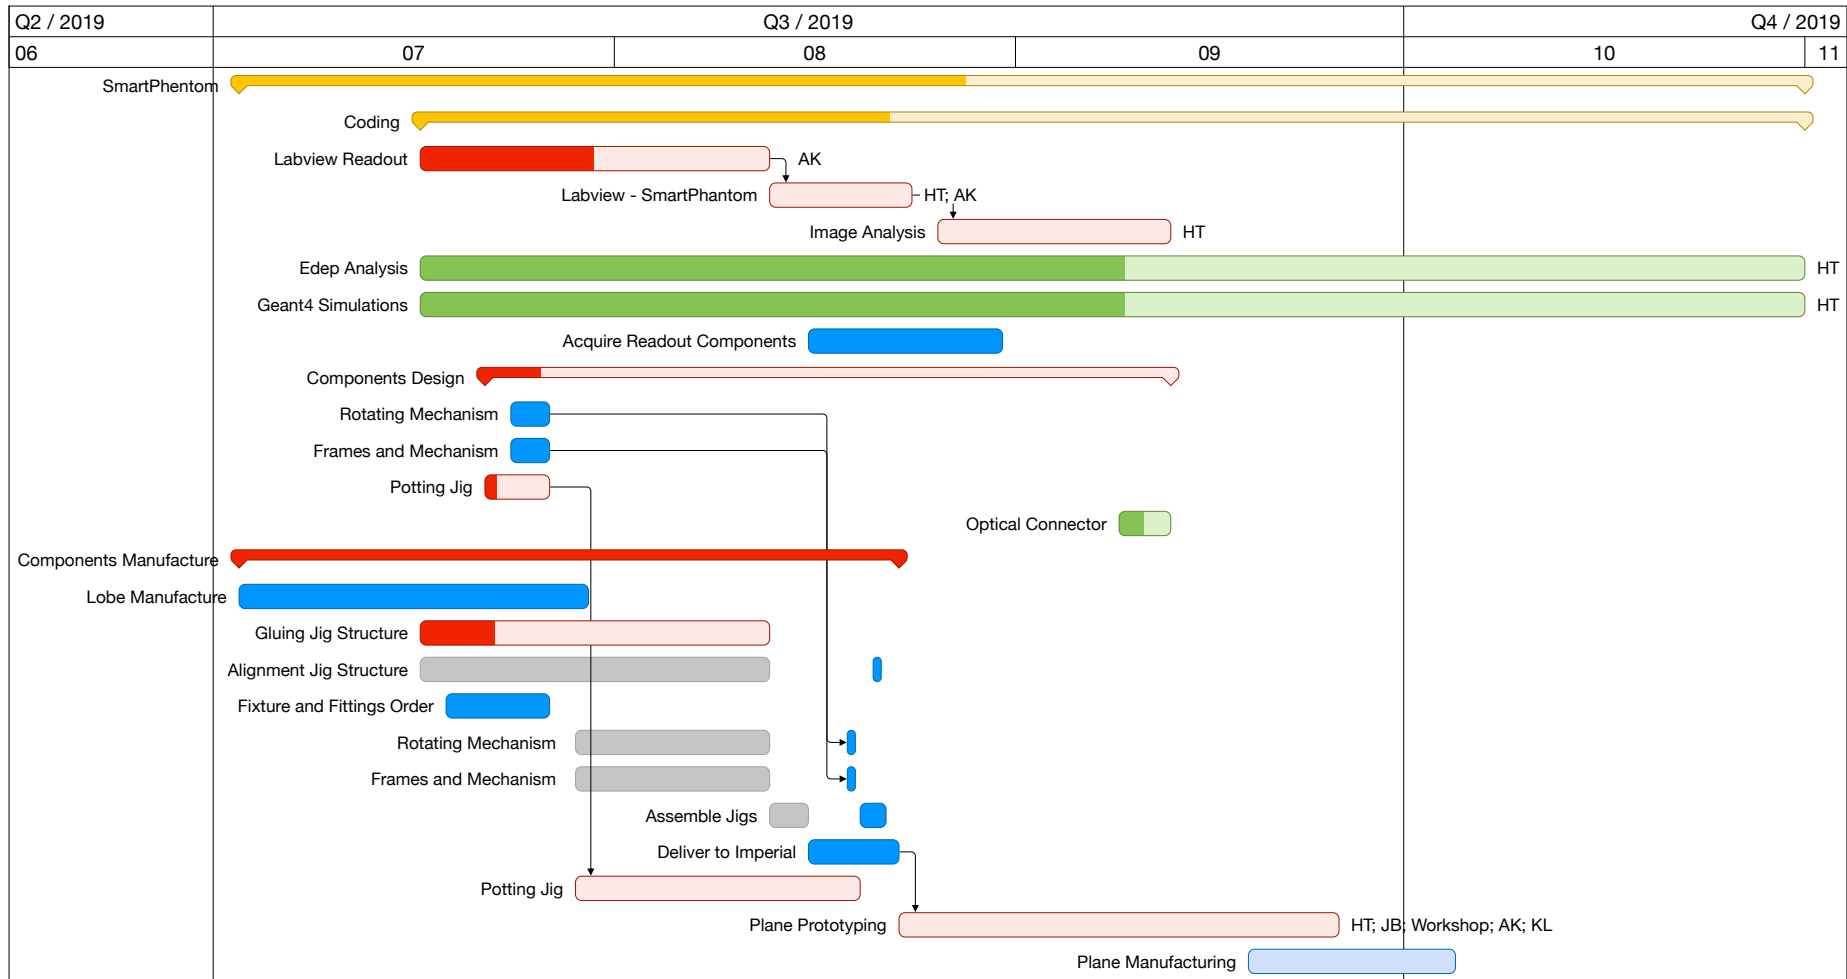 Q2 / 2019 Q3 / 2019 Q4 / 2019
06 07 08 09 10 11
SmartPhentom
Coding
Labview Readout AK
Labview - SmartPhantom HT; AK
Image Analysis HT
Edep Analysis HT
Geant4 Simulations HT
Acquire Readout Components
Components Design
Rotating Mechanism
Frames and Mechanism
Potting Jig
Optical Connector
Components Manufacture
Lobe Manufacture
Gluing Jig Structure
Alignment Jig Structure
Fixture and Fittings Order
Rotating Mechanism
Frames and Mechanism
Assemble Jigs
Deliver to Imperial
Potting Jig
Plane Prototyping HT; JB; Workshop; AK; KL
Plane Manufacturing